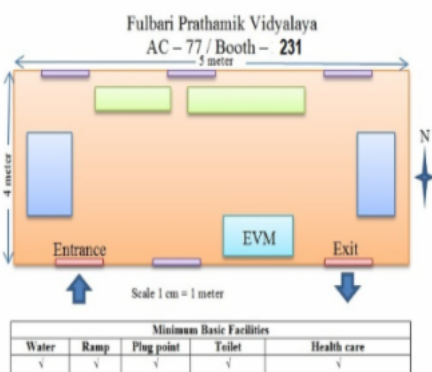 Fulbari Prathamik Vidyalaya
AC – 77 / Booth – 231
5 meter
4 meter
N
EVM
Entrance
Exit
Scale 1 cm = 1 meter
Minimum Basic Facilities
Water Ramp Plug point Toilet Health care
√ √ √ √ √